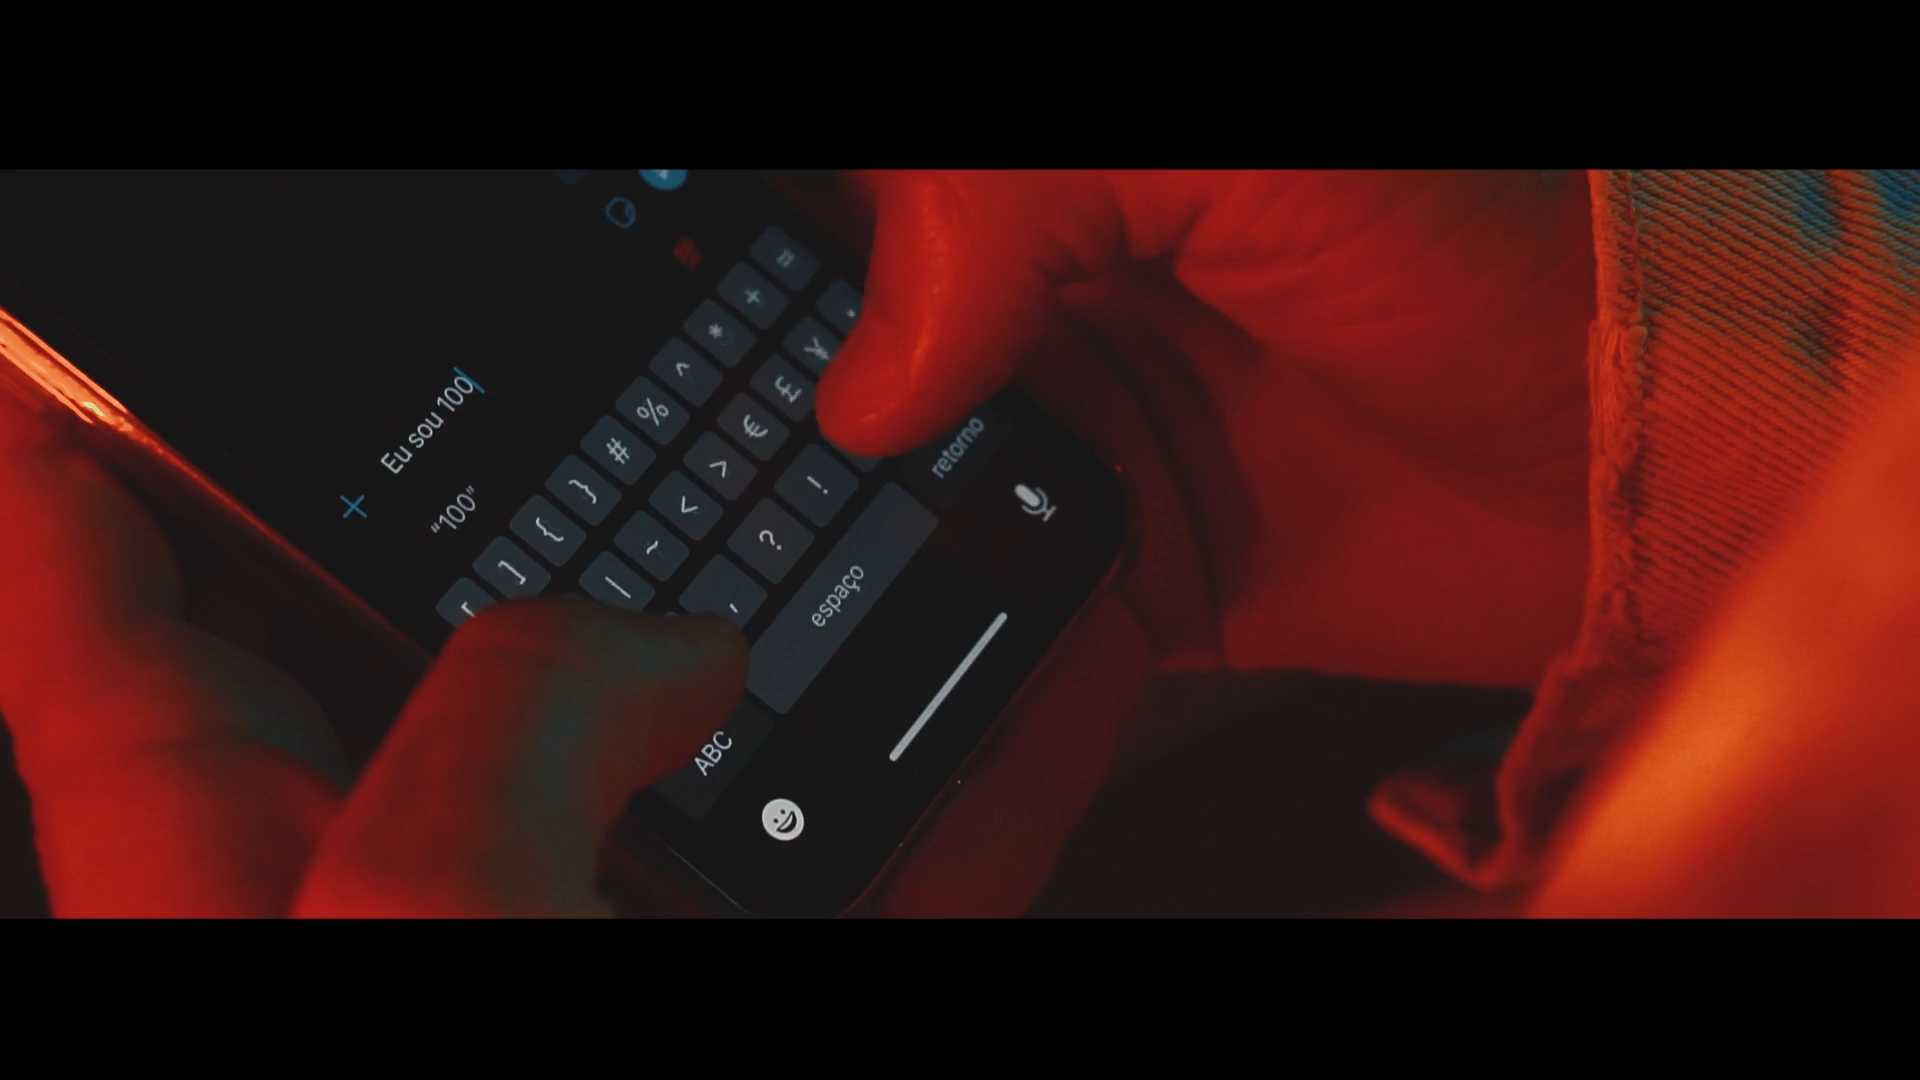 Eu sou 100
"100"
[ ] { } # % ^ * + =
| ~ < > € £ ¥ •
, ? !
ABC espaço retorno